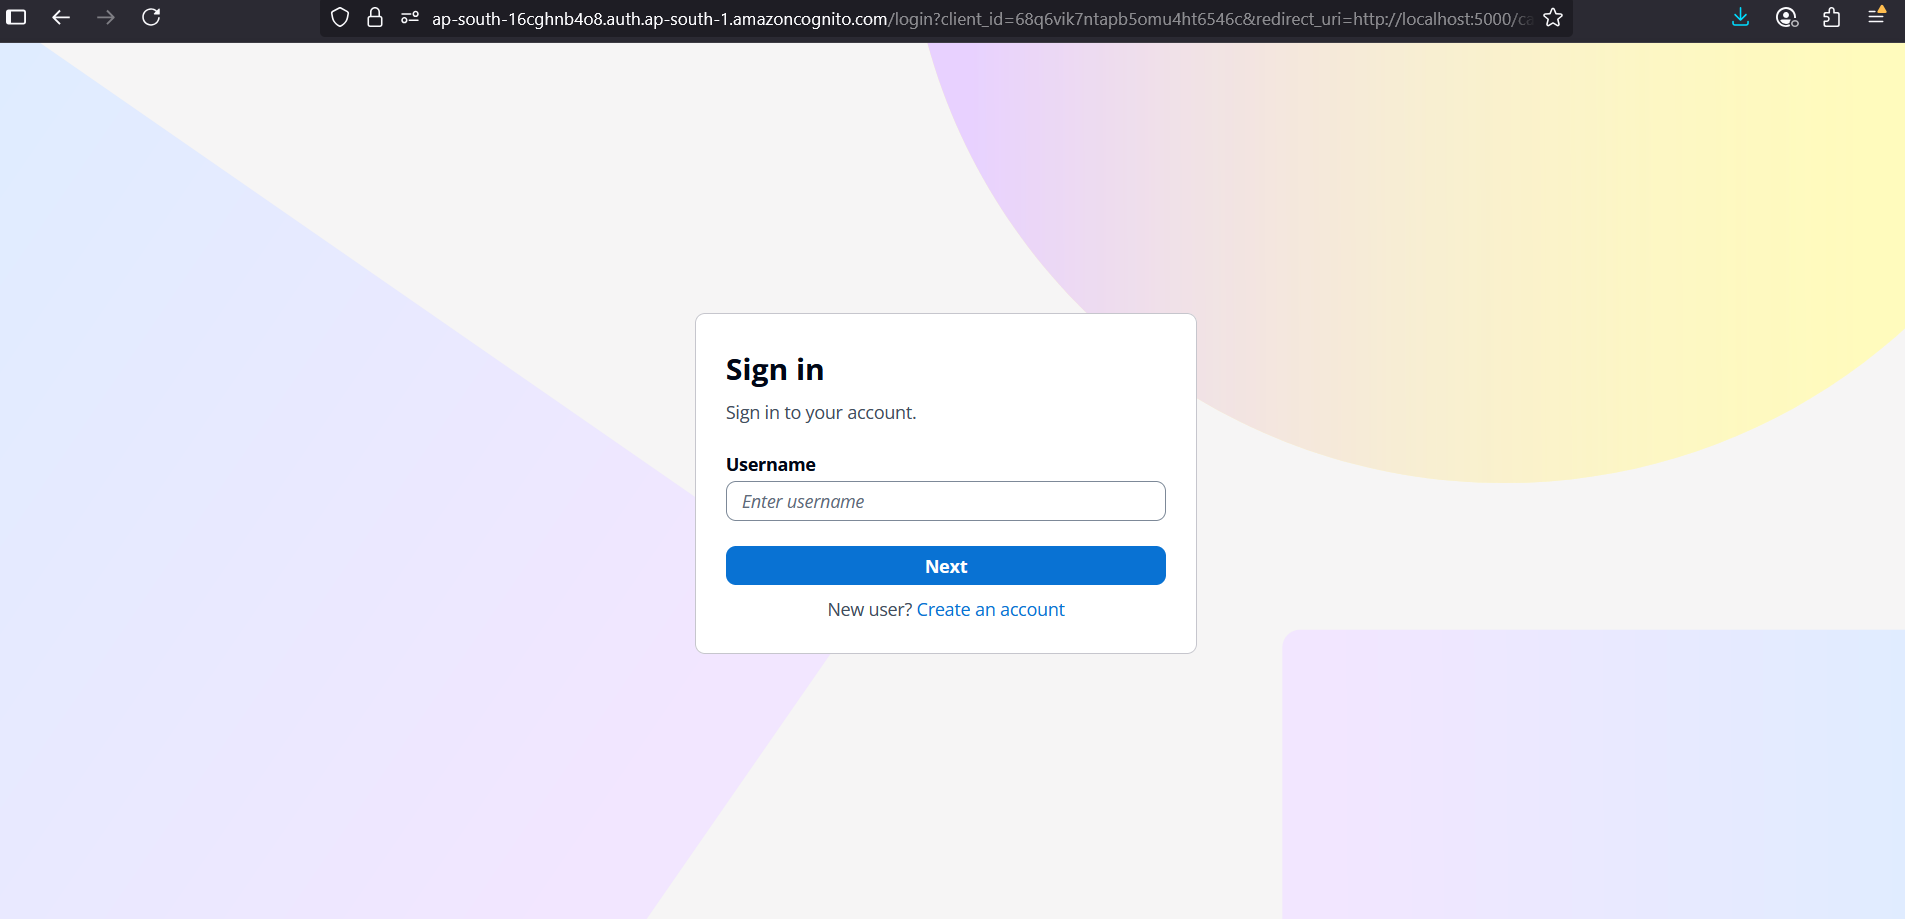 ap-south-16cghnb4o8.auth.ap-south-1.amazoncognito.com/login?client_id=68q6vik7ntapb5omu4ht6546c&redirect_uri=http://localhost:5000/ca
Sign in
Sign in to your account.
Username
Enter username
Next
New user? Create an account